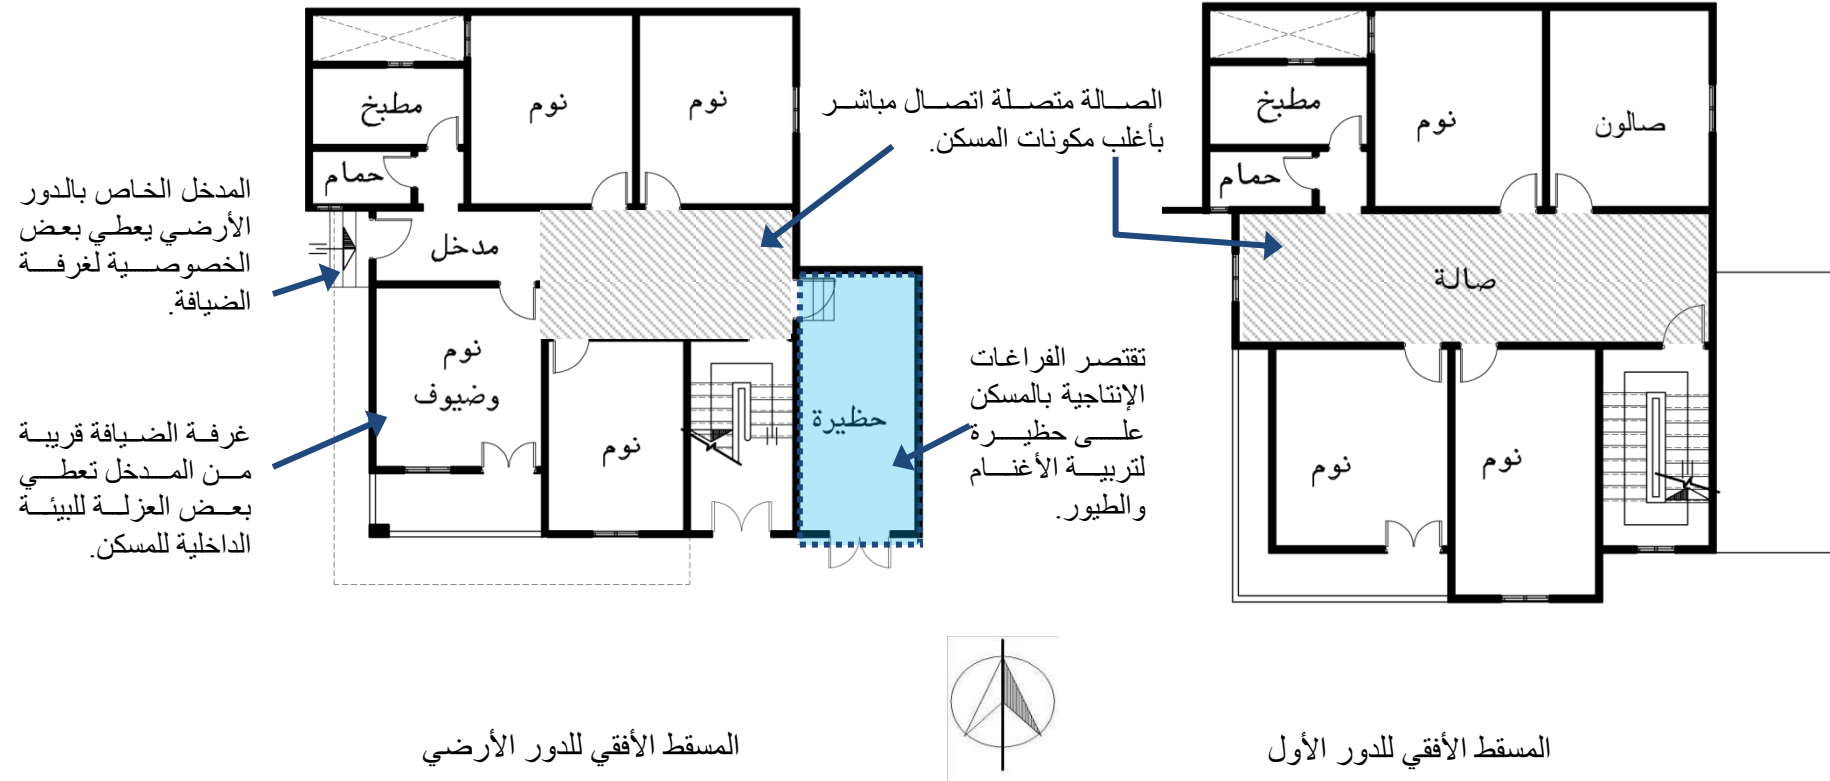 مطبخ
نوم
نوم
حمام
مدخل
نوم
وضيوف
نوم
حظيرة
المدخل الخاص بالدور
الأرضي يعطي بعض
الخصوصية لغرفة
الضيافة.
غرفة الضيافة قريبة
من المدخل تعطي
بعض العزلة للبيئة
الداخلية للمسكن.
الصالة متصلة اتصال مباشر
بأغلب مكونات المسكن.
تقتصر الفراغات
الإنتاجية بالمسكن
على حظيرة
لتربية الأغنام
والطيور.
مطبخ
نوم
صالون
حمام
صالة
نوم
نوم
المسقط الأفقي للدور الأرضي
المسقط الأفقي للدور الأول